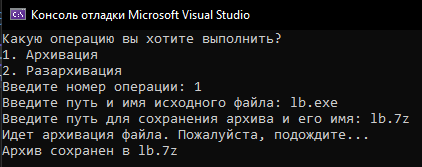 Консоль отладки Microsoft Visual Studio
Какую операцию вы хотите выполнить?
1. Архивация
2. Разархивация
Введите номер операции: 1
Введите путь и имя исходного файла: lb.exe
Введите путь для сохранения архива и его имя: lb.7z
Идет архивация файла. Пожалуйста, подождите...
Архив сохранен в lb.7z